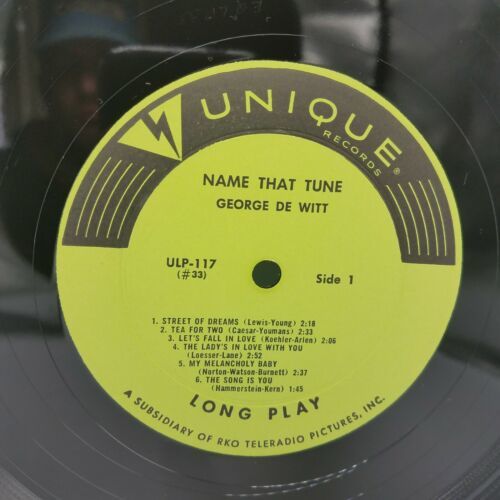 UNIQUE
RECORDS®
NAME THAT TUNE
GEORGE DE WITT
ULP-117
(#33)
Side 1
1. STREET OF DREAMS (Lewis-Young) 2:18
2. TEA FOR TWO (Caesar-Youmans) 2:33
3. LET'S FALL IN LOVE (Koehler-Arlen) 2:06
4. THE LADY'S IN LOVE WITH YOU
(Loesser-Lane) 2:52
5. MY MELANCHOLY BABY
(Norton-Watson-Burnett) 2:37
6. THE SONG IS YOU
(Hammerstein-Kern) 1:45
LONG PLAY
A SUBSIDIARY OF RKO TELERADIO PICTURES, INC.